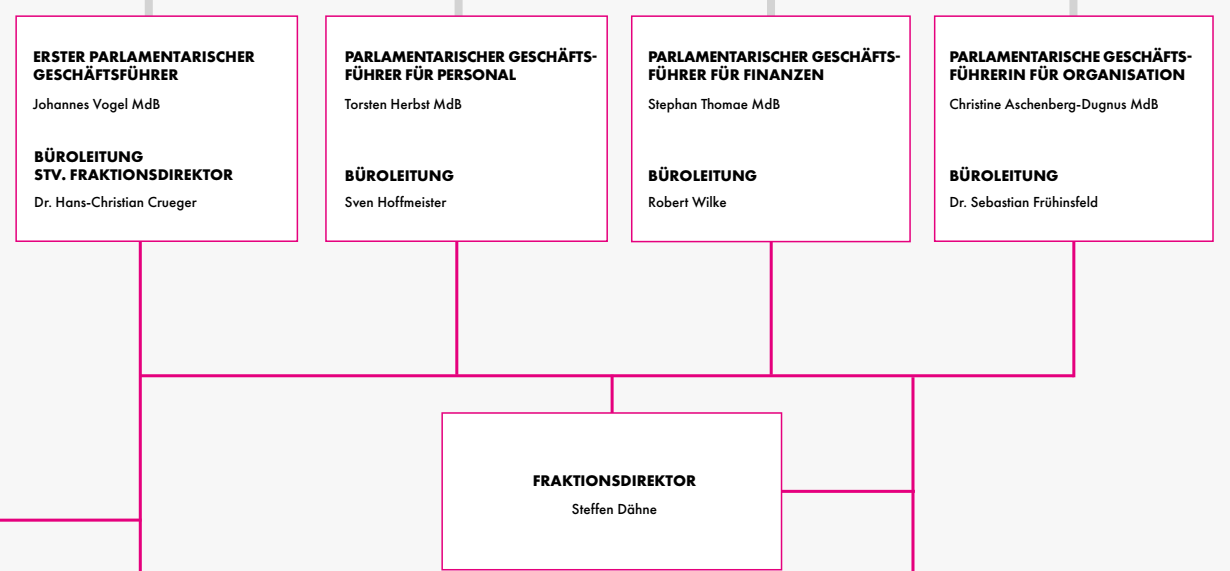 ERSTER PARLAMENTARISCHER
GESCHÄFTSFÜHRER
Johannes Vogel MdB
BÜROLEITUNG
STV. FRAKTIONSDIREKTOR
Dr. Hans-Christian Crueger
PARLAMENTARISCHER GESCHÄFTS-
FÜHRER FÜR PERSONAL
Torsten Herbst MdB
BÜROLEITUNG
Sven Hoffmeister
PARLAMENTARISCHER GESCHÄFTS-
FÜHRER FÜR FINANZEN
Stephan Thomae MdB
BÜROLEITUNG
Robert Wilke
PARLAMENTARISCHE GESCHÄFTS-
FÜHRERIN FÜR ORGANISATION
Christine Aschenberg-Dugnus MdB
BÜROLEITUNG
Dr. Sebastian Frühinsfeld
FRAKTIONSDIREKTOR
Steffen Dähne